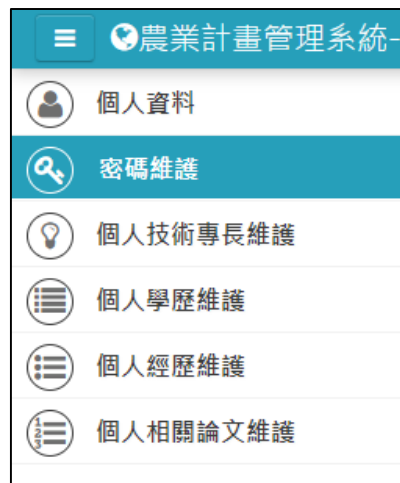 農業計畫管理系統-
個人資料
密碼維護
個人技術專長維護
個人學歷維護
個人經歷維護
個人相關論文維護